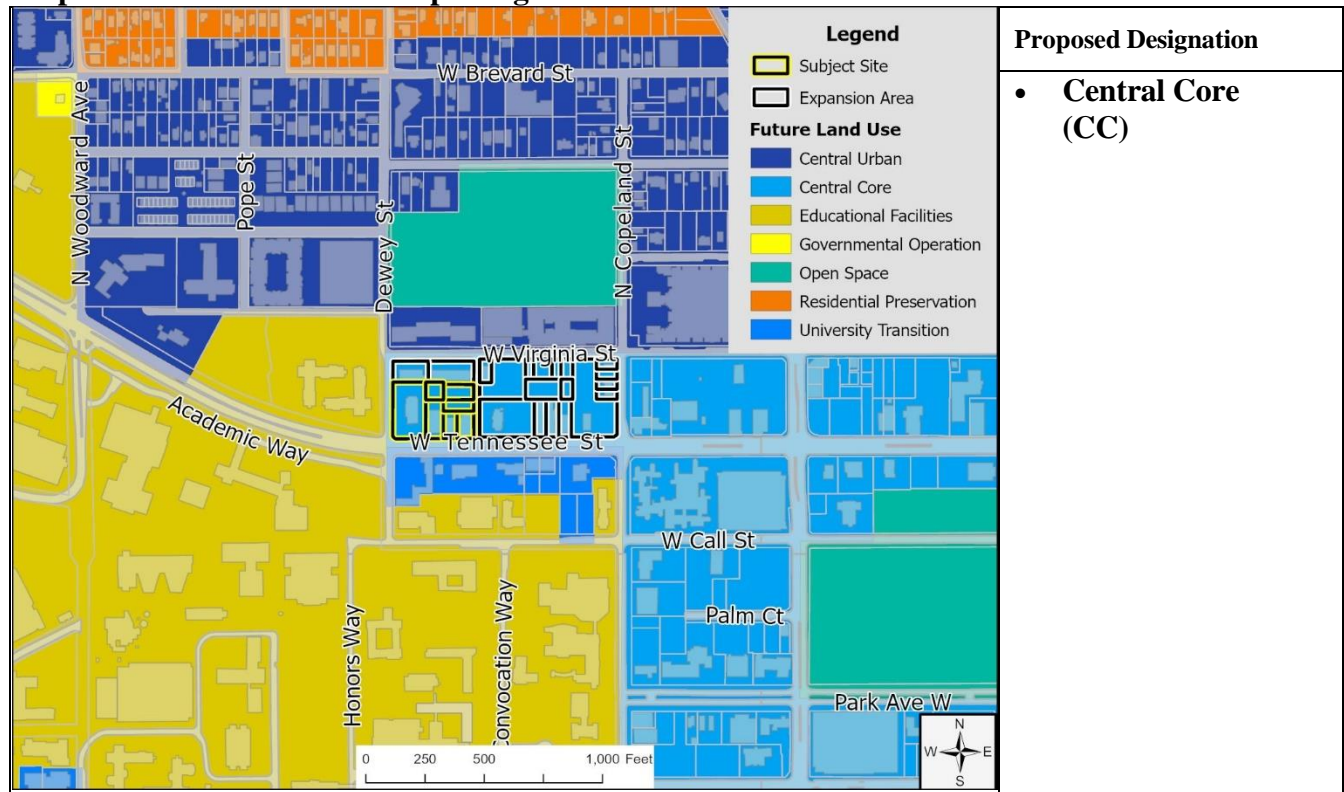 Legend
Subject Site
Expansion Area
Future Land Use
Central Urban
Central Core
Educational Facilities
Governmental Operation
Open Space
Residential Preservation
University Transition
W Brevard St
N Woodward Ave
Pope St
Dewey St
N Copeland St
W Virginia St
W Tennessee St
Academic Way
W Call St
Palm Ct
Honors Way
Convocation Way
Park Ave W
0 250 500 1,000 Feet
N
W E
S
Proposed Designation
• Central Core
(CC)